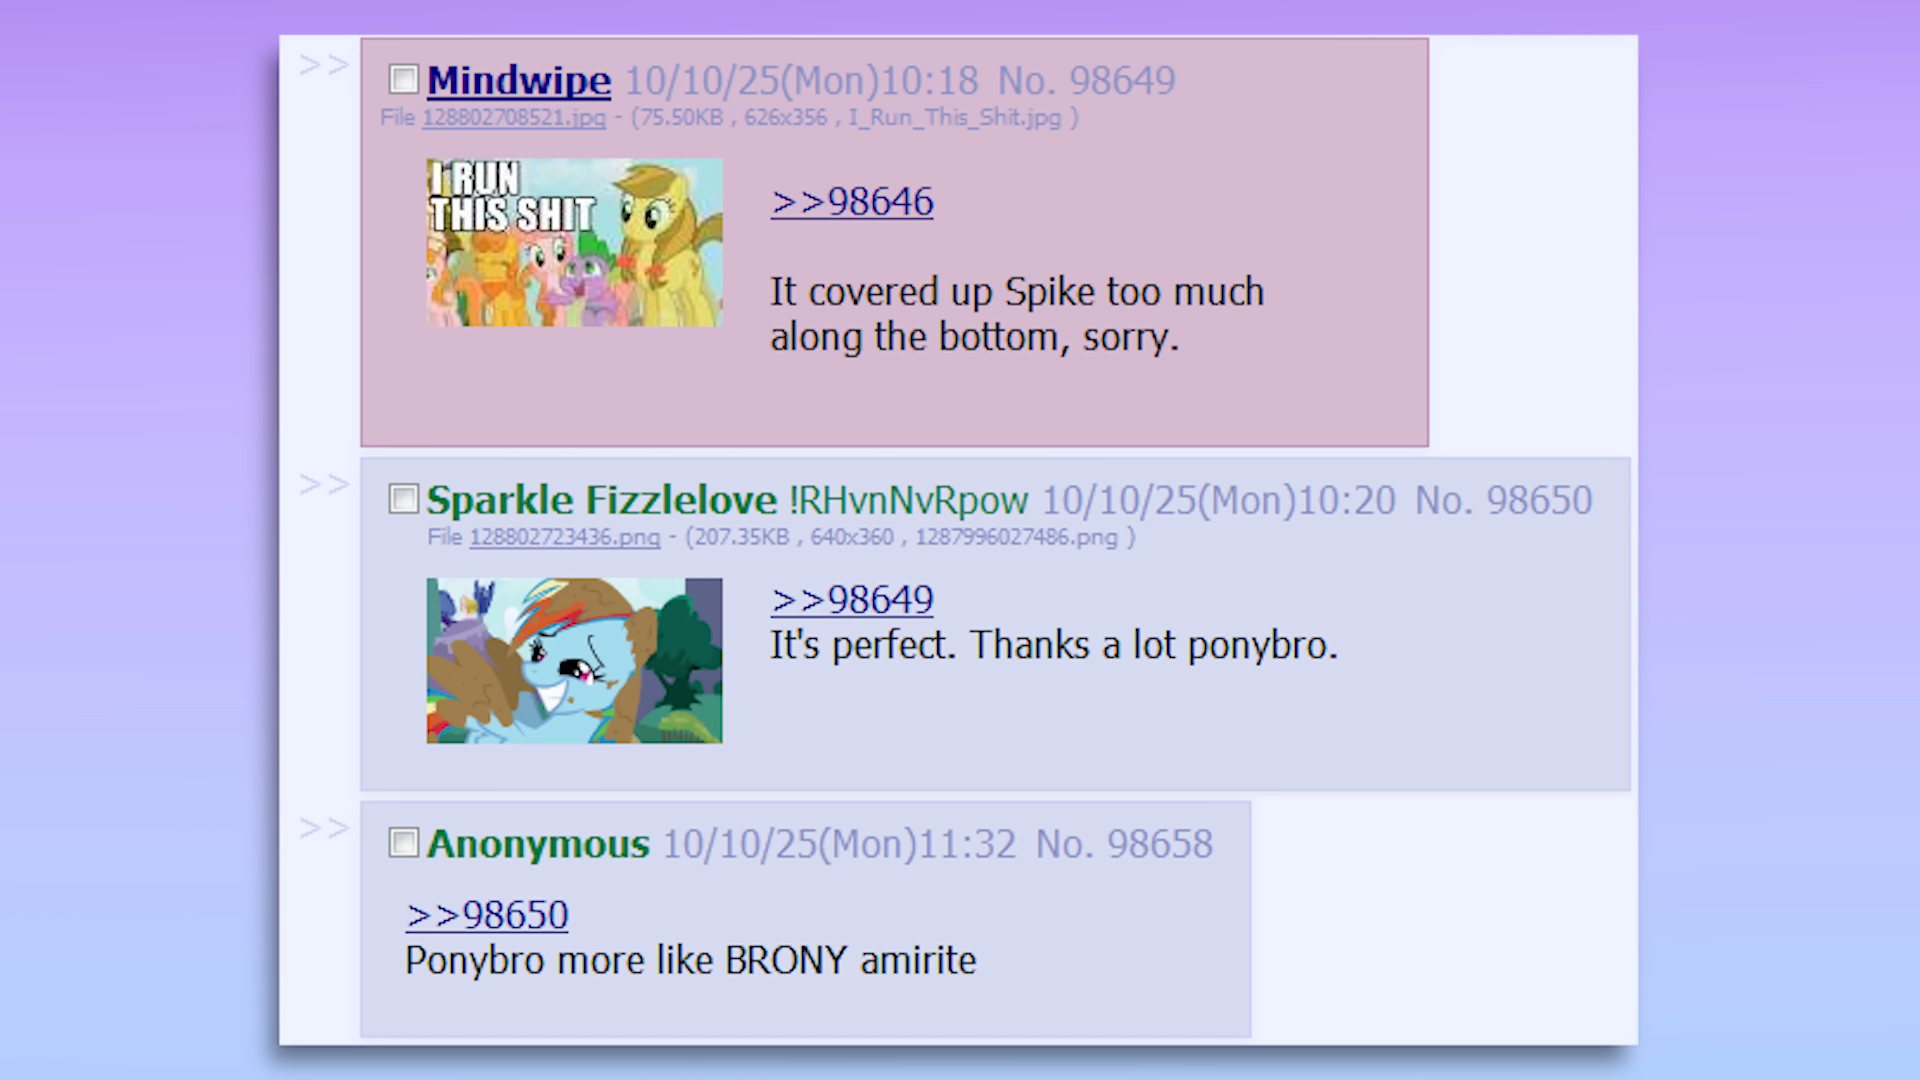 >> Mindwipe 10/10/25(Mon)10:18 No. 98649
File 128802708521.jpg - (75.50KB , 626x356 , I_Run_This_Shit.jpg )
I RUN
THIS SHIT
>>98646
It covered up Spike too much
along the bottom, sorry.
>> Sparkle Fizzlelove !RHvnNvRpow 10/10/25(Mon)10:20 No. 98650
File 128802723436.png - (207.35KB , 640x360 , 1287996027486.png )
>>98649
It's perfect. Thanks a lot ponybro.
>> Anonymous 10/10/25(Mon)11:32 No. 98658
>>98650
Ponybro more like BRONY amirite